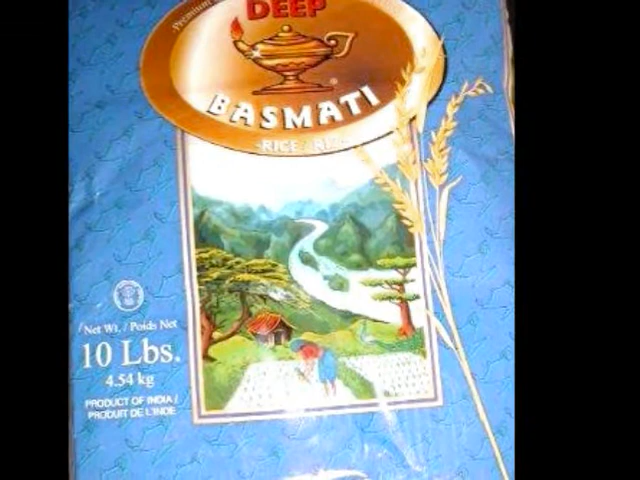 Premium
DEEP
BASMATI
-RICE / RIZ-
Net Wt. / Poids Net
10 Lbs.
4.54 kg
PRODUCT OF INDIA /
PRODUIT DE L'INDE